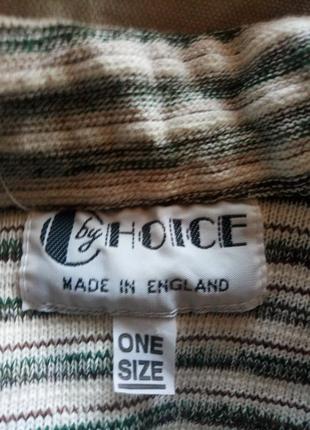 by CHOICE
MADE IN ENGLAND
ONE
SIZE